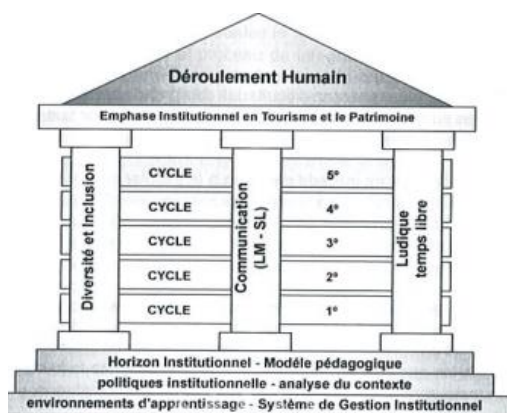 Déroulement Humain
Emphase Institutionnel en Tourisme et le Patrimoine
Diversité et Inclusion
CYCLE
CYCLE
CYCLE
CYCLE
CYCLE
Communication
(LM - SL)
5º
4º
3º
2º
1º
Ludique
temps libre
Horizon Institutionnel - Modéle pédagogique
politiques institutionnelle - analyse du contexte
environnements d'apprentissage - Système de Gestion Institutionnel